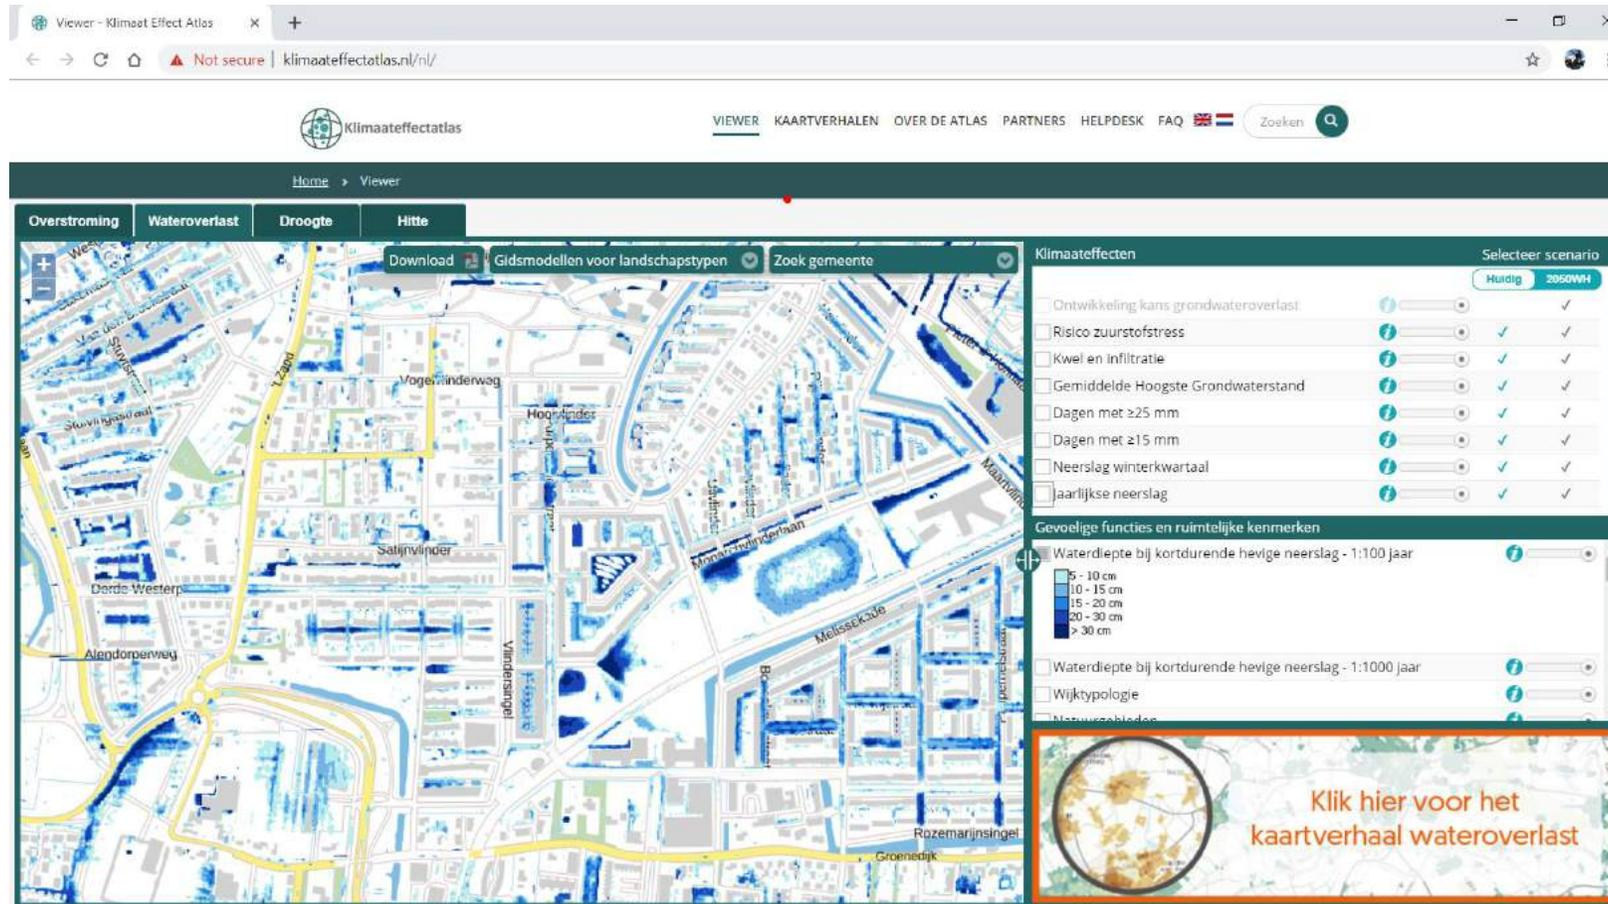 Viewer - Klimaat Effect Atlas
Not secure | klimaateffectatlas.nl/nl/
Klimaateffectatlas
VIEWER KAARTVERHALEN OVER DE ATLAS PARTNERS HELPDESK FAQ Zoeken
Home › Viewer
Overstroming Wateroverlast Droogte Hitte
Download Gidsmodellen voor landschapstypen Zoek gemeente
Klimaateffecten Selecteer scenario
Huidig 2050WH
Ontwikkeling kans grondwateroverlast
Risico zuurstofstress
Kwel en infiltratie
Gemiddelde Hoogste Grondwaterstand
Dagen met ≥25 mm
Dagen met ≥15 mm
Neerslag winterkwartaal
Jaarlijkse neerslag
Gevoelige functies en ruimtelijke kenmerken
Waterdiepte bij kortdurende hevige neerslag - 1:100 jaar
5 - 10 cm
10 - 15 cm
15 - 20 cm
20 - 30 cm
> 30 cm
Waterdiepte bij kortdurende hevige neerslag - 1:1000 jaar
Wijktypologie
Natuurgebieden
Klik hier voor het
kaartverhaal wateroverlast
't Zand
Vogelvlinderweg
Stuivingastraat
Satijnvlinder
Derde Westerp
Alendorperweg
Vlindersingel
Monarchvlinderlaan
Melissekade
Rozemarijnsingel
Groenedijk